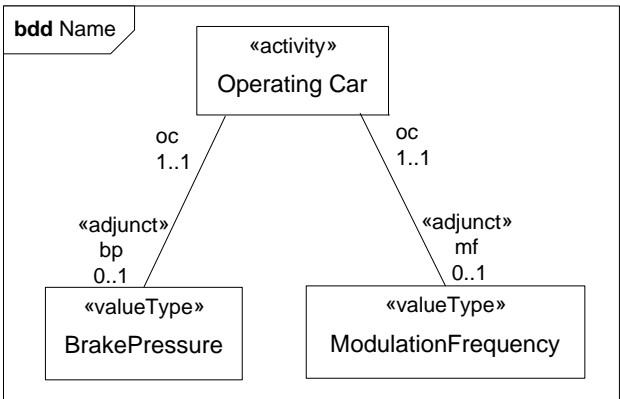 bdd Name
«activity»
Operating Car
oc
1..1
oc
1..1
«adjunct»
bp
0..1
«adjunct»
mf
0..1
«valueType»
BrakePressure
«valueType»
ModulationFrequency